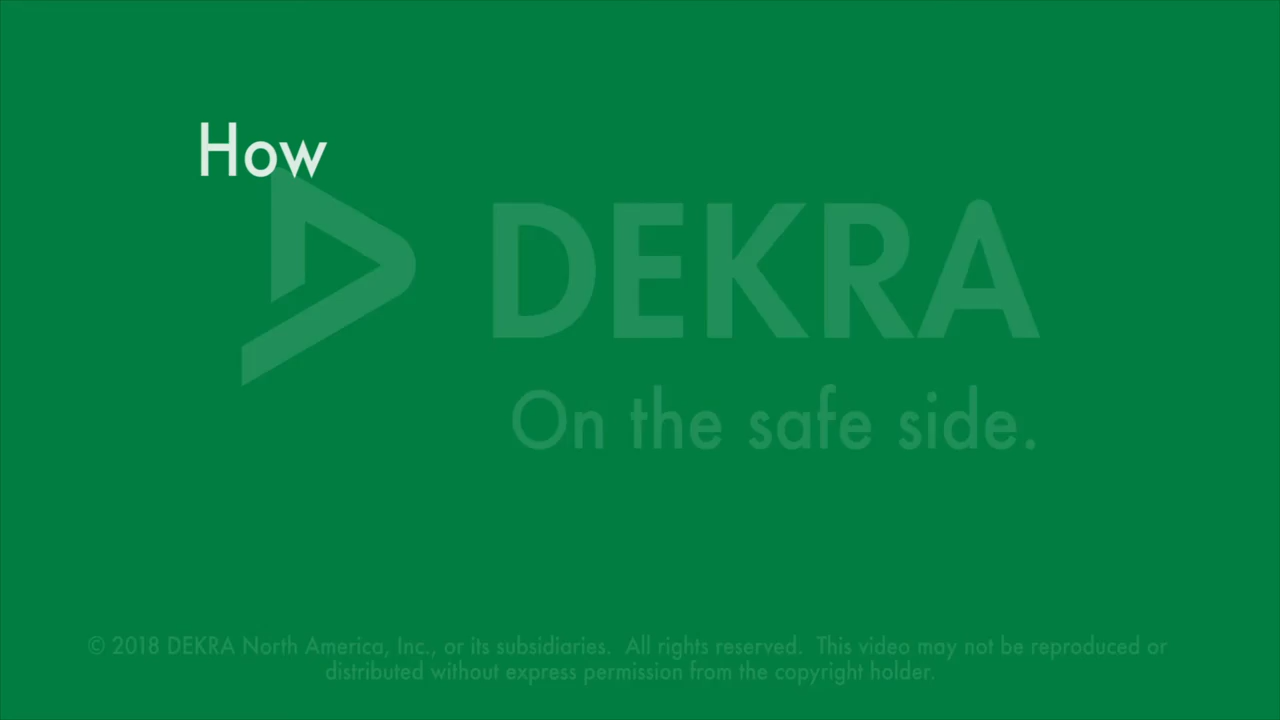 How
DEKRA
On the safe side.
© 2018 DEKRA North America, Inc., or its subsidiaries.  All rights reserved.  This video may not be reproduced or
distributed without express permission from the copyright holder.